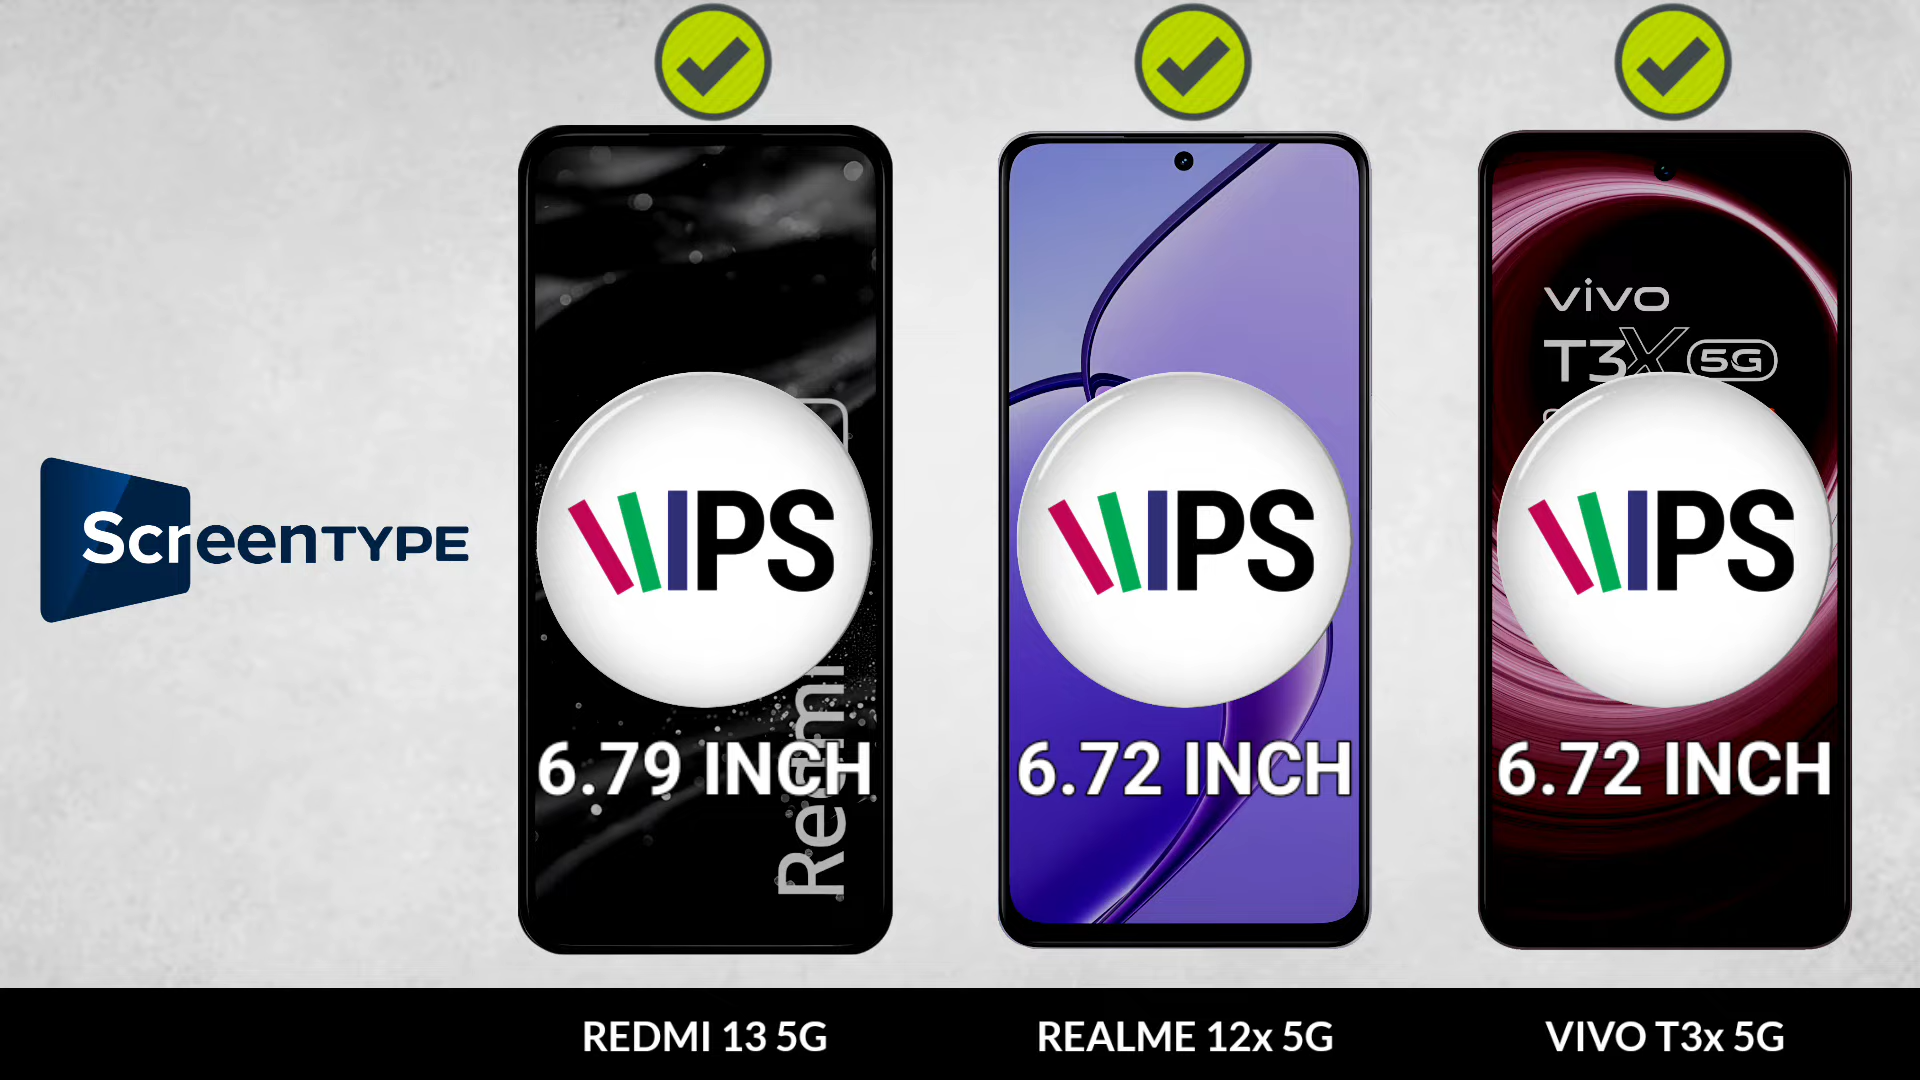 ScreenTYPE
Redmi
IPS
6.79 INCH
IPS
6.72 INCH
vivo
T3X 5G
IPS
6.72 INCH
REDMI 13 5G
REALME 12x 5G
VIVO T3x 5G